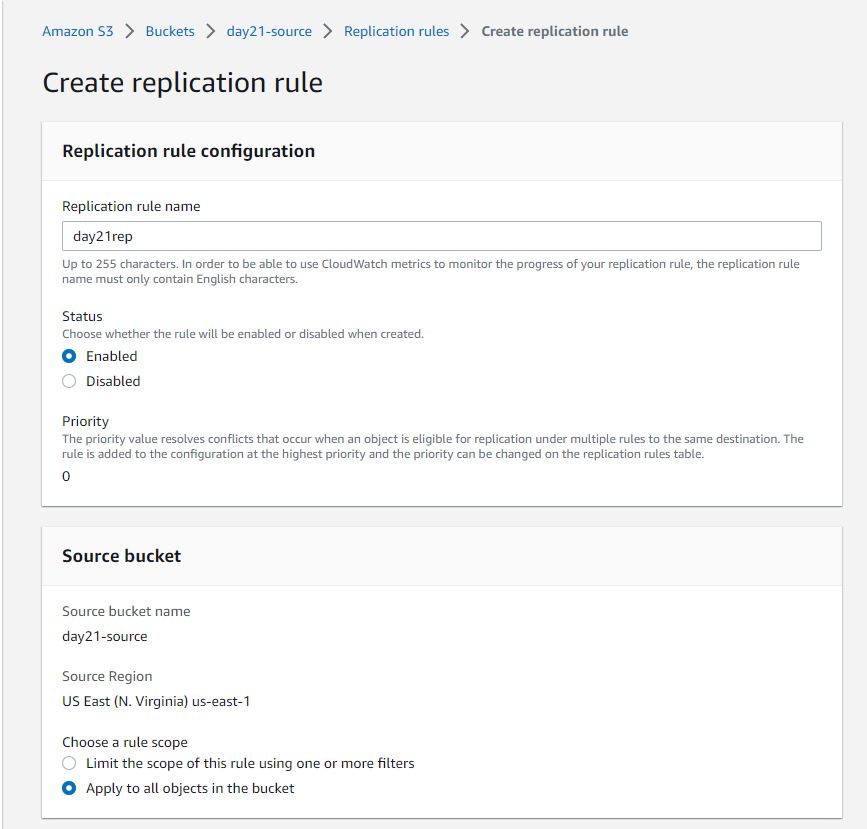 Amazon S3 > Buckets > day21-source > Replication rules > Create replication rule
Create replication rule
Replication rule configuration
Replication rule name
day21rep
Up to 255 characters. In order to be able to use CloudWatch metrics to monitor the progress of your replication rule, the replication rule
name must only contain English characters.
Status
Choose whether the rule will be enabled or disabled when created.
Enabled
Disabled
Priority
The priority value resolves conflicts that occur when an object is eligible for replication under multiple rules to the same destination. The
rule is added to the configuration at the highest priority and the priority can be changed on the replication rules table.
0
Source bucket
Source bucket name
day21-source
Source Region
US East (N. Virginia) us-east-1
Choose a rule scope
Limit the scope of this rule using one or more filters
Apply to all objects in the bucket